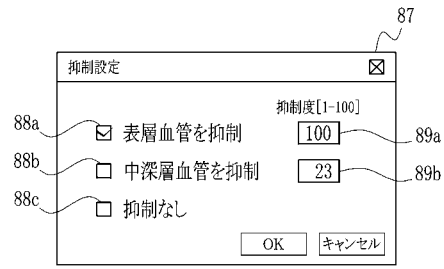 87
抑制設定
抑制度[1-100]
88a 表層血管を抑制 100 89a
88b 中深層血管を抑制 23 89b
88c 抑制なし
OK キャンセル